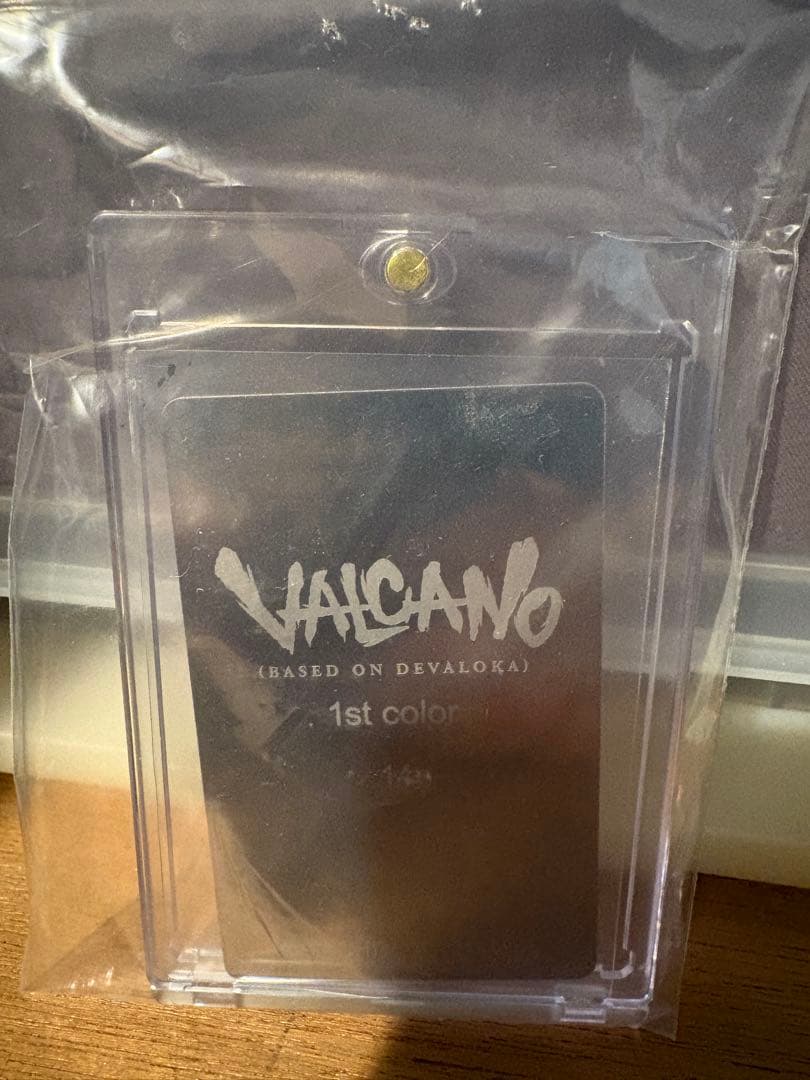 VALCANO
(BASED ON DEVALOKA)
1st color